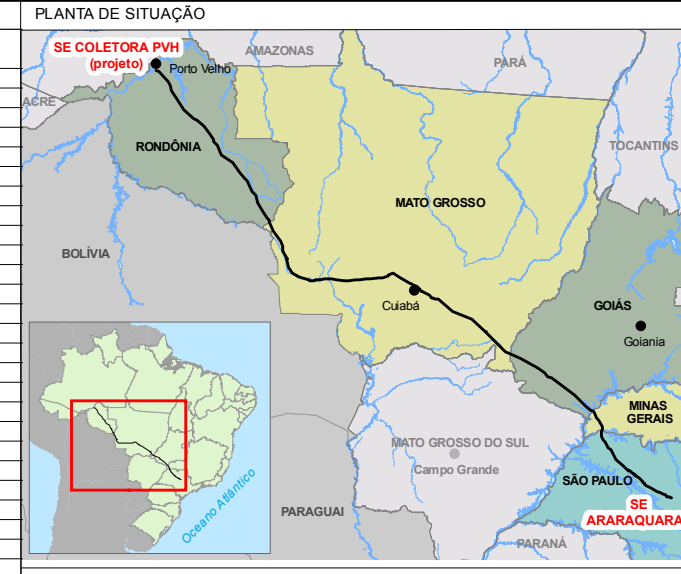 PLANTA DE SITUAÇÃO
SE COLETORA PVH
(projeto)
Porto Velho
AMAZONAS
PARÁ
ACRE
RONDÔNIA
TOCANTINS
MATO GROSSO
BOLÍVIA
Cuiabá
GOIÁS
Goiania
MINAS
GERAIS
MATO GROSSO DO SUL
Campo Grande
SÃO PAULO
SE
ARARAQUARA
PARAGUAI
PARANÁ
Oceano Atlântico